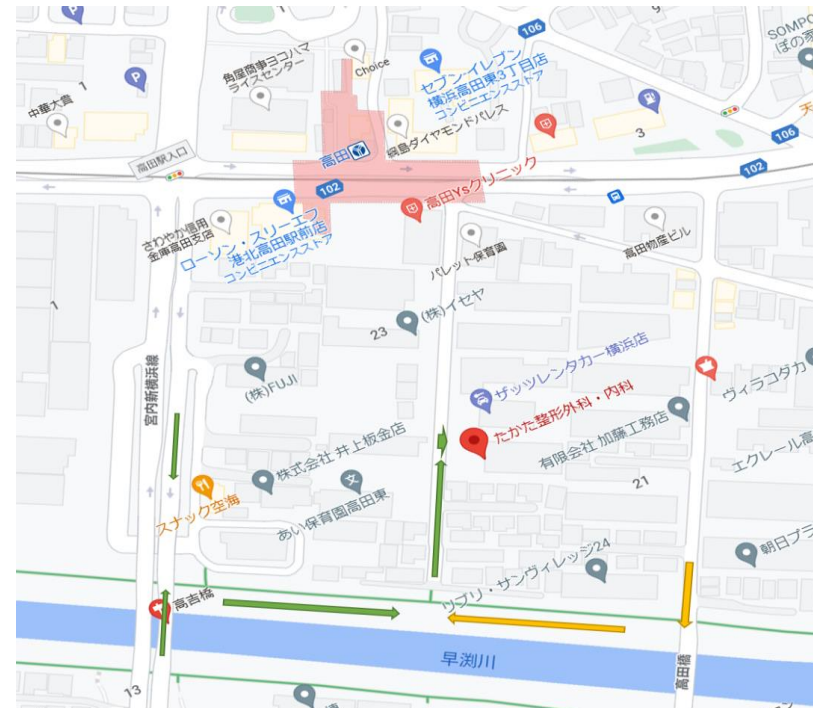 106
SOMPO
ぽの家
1
9
Choice
セブン-イレブン
横浜高田東3丁目店
コンビニエンスストア
角屋商事ヨコハマ
ライスセンター
P
P
1
中華大貴
綱島ダイヤモンドパレス
3
106
天
高田駅入口
高田
102
102
高田Ysクリニック
さわやか信用
金庫高田支店
ローソン・スリーエフ
港北高田駅前店
コンビニエンスストア
パレット保育園
高田物産ビル
1
23
(株)イセヤ
宮内新横浜線
(株)FUJI
ザッツレンタカー横浜店
ヴィラコダカ
たかた整形外科・内科
有限会社 加藤工務店
株式会社 井上板金店
エクレール高
21
スナック空海
あい保育園高田東
朝日プラ
リブリ・サンヴィレッジ24
高吉橋
早渕川
高田橋
13